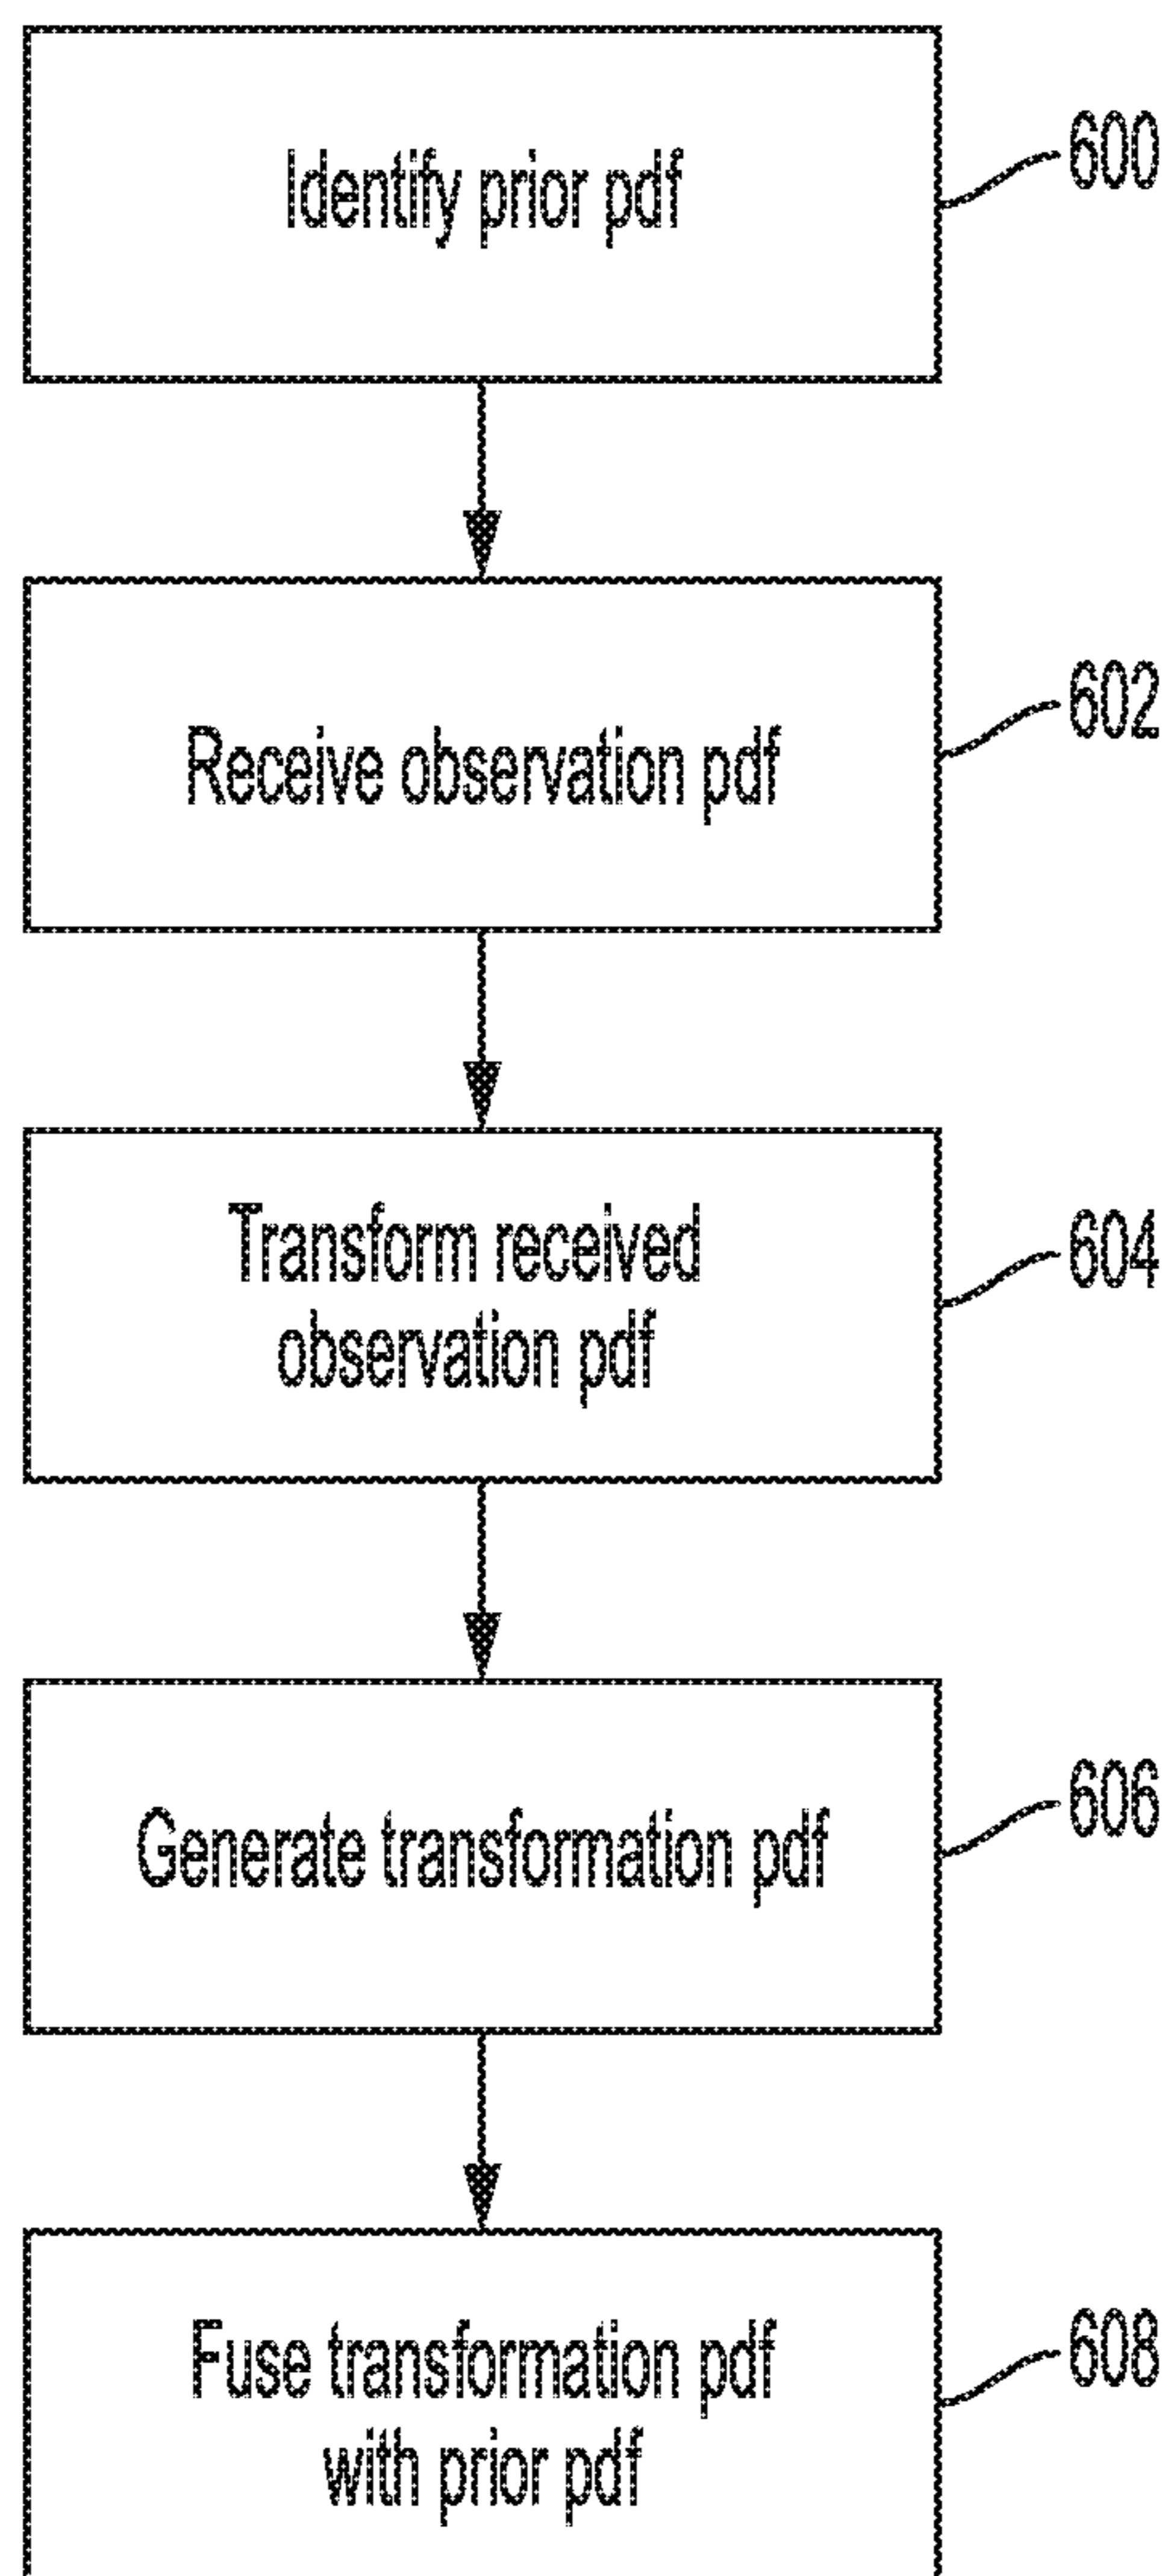 Identify prior pdf
600
Receive observation pdf
602
Transform received
observation pdf
604
Generate transformation pdf
606
Fuse transformation pdf
with prior pdf
608